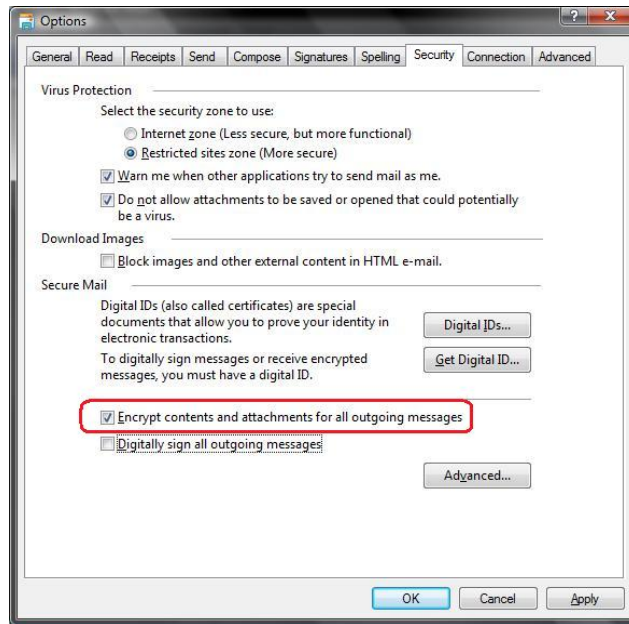 Options
General Read Receipts Send Compose Signatures Spelling Security Connection Advanced
Virus Protection
Select the security zone to use:
Internet zone (Less secure, but more functional)
Restricted sites zone (More secure)
Warn me when other applications try to send mail as me.
Do not allow attachments to be saved or opened that could potentially
be a virus.
Download Images
Block images and other external content in HTML e-mail.
Secure Mail
Digital IDs (also called certificates) are special
documents that allow you to prove your identity in
electronic transactions.
Digital IDs...
To digitally sign messages or receive encrypted
messages, you must have a digital ID.
Get Digital ID...
Encrypt contents and attachments for all outgoing messages
Digitally sign all outgoing messages
Advanced...
OK Cancel Apply